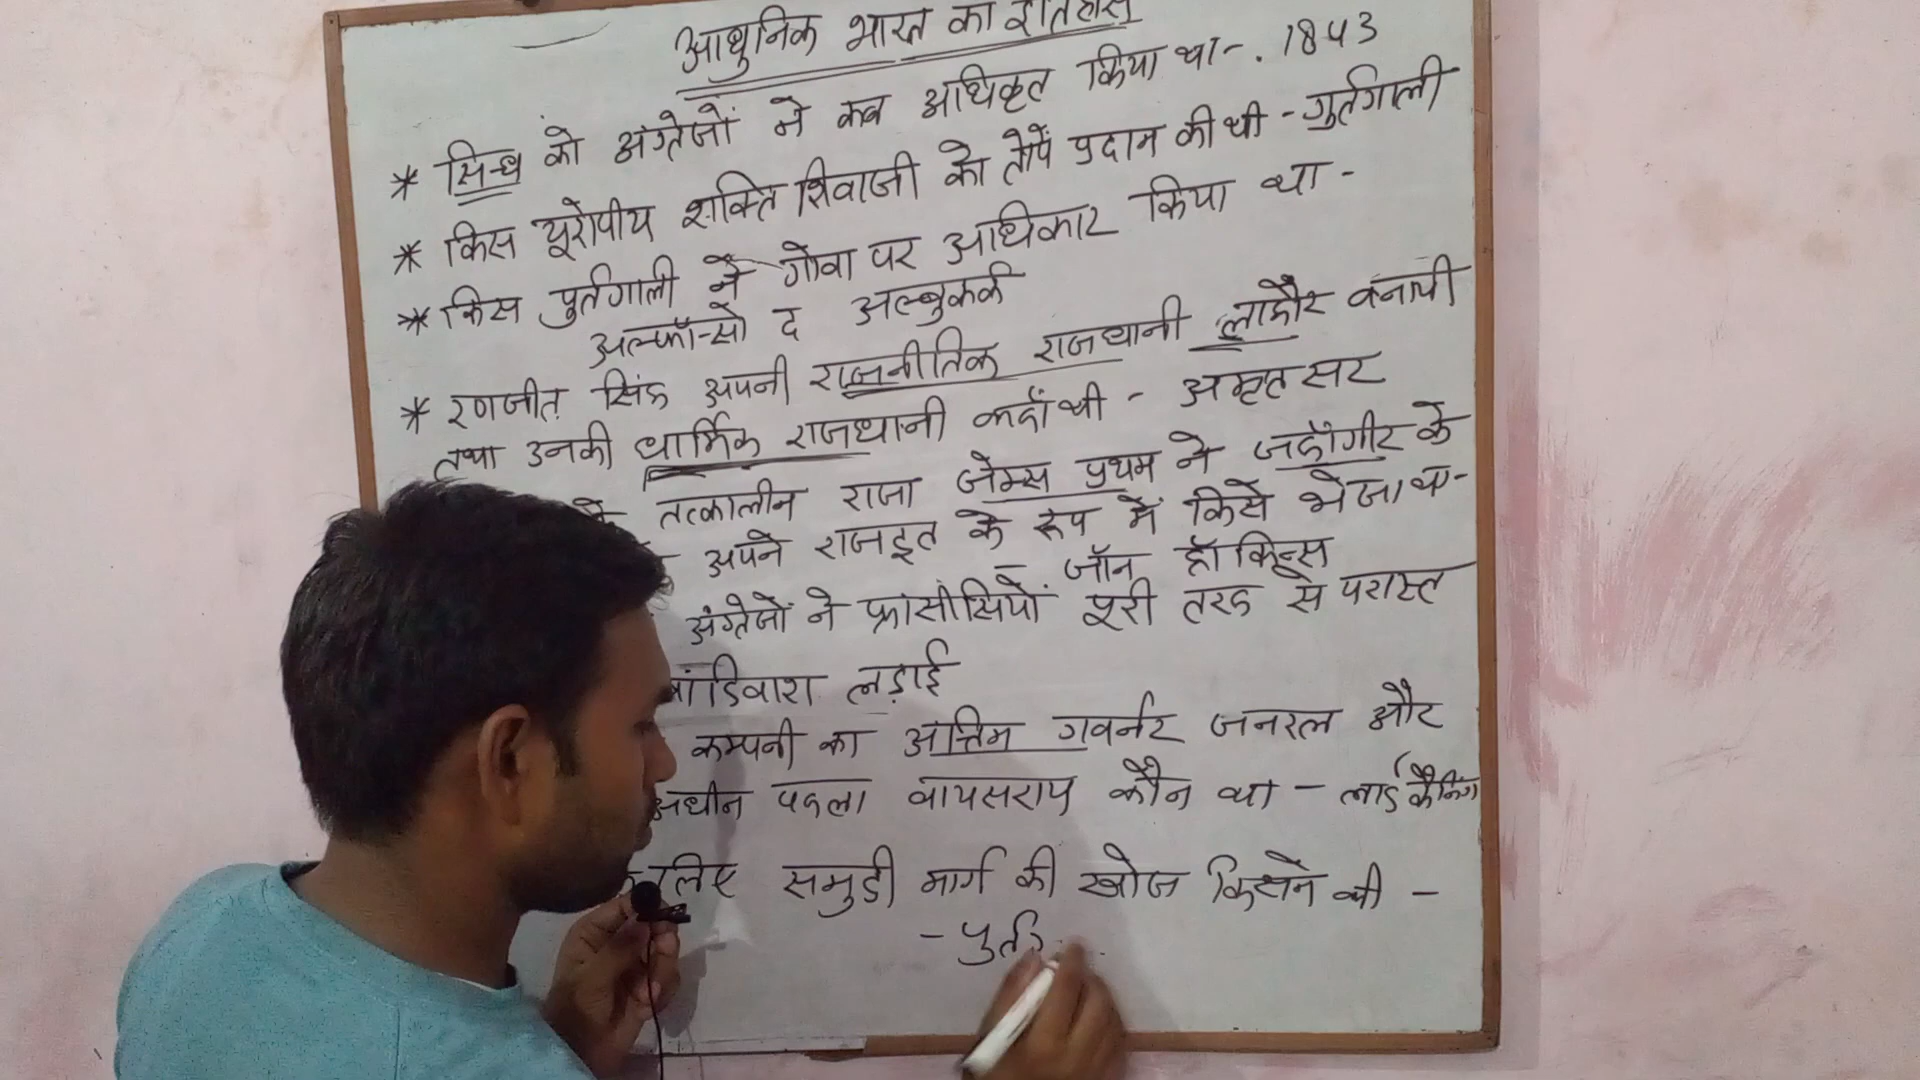 आधुनिक भारत का इतिहास
* सिन्ध को अंग्रेजों ने कब अधिकृत किया था-. 1843
* किस यूरोपीय शक्ति शिवाजी को तोपें प्रदान की थी - गुर्तगाली
* किस पुर्तगाली ने गोवा पर अधिकार किया था -
अल्फॉन्सो द अल्बुकर्क
* रणजीत सिंह अपनी राजनीतिक राजधानी लाहौर बनायी
तथा उनकी धार्मिक राजधानी कहाँ थी - अमृतसर
के तत्कालीन राजा जेम्स प्रथम ने जहाँगीर के
अपने राजदूत के रूप में किसे भेजा था-
- जॉन हॉकिन्स
अंग्रेजों ने फ्रांसीसियों पूरी तरह से परास्त
वांडिवाश लड़ाई
कम्पनी का अन्तिम गवर्नर जनरल और
अधीन पहला वायसराय कौन था - लार्ड कैनिंग
लिए समुद्री मार्ग की खोज किसने की -
- पुर्त